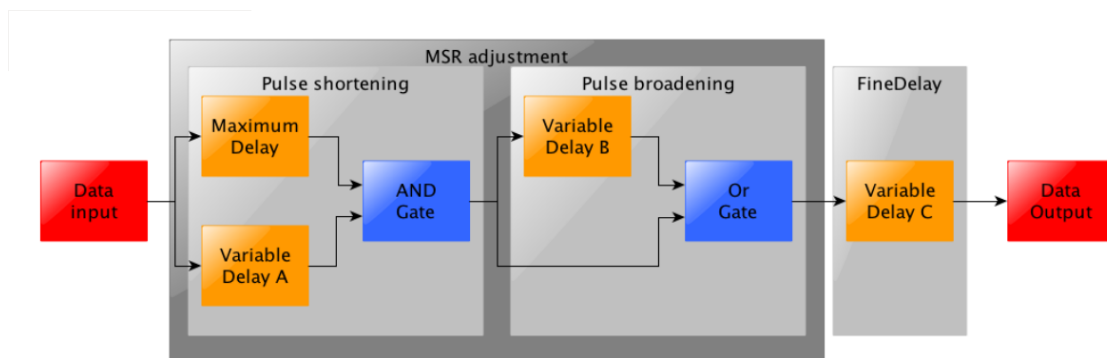 MSR adjustment
Pulse shortening
Pulse broadening
FineDelay
Maximum
Delay
Variable
Delay B
Data
input
AND
Gate
Or
Gate
Variable
Delay C
Data
Output
Variable
Delay A